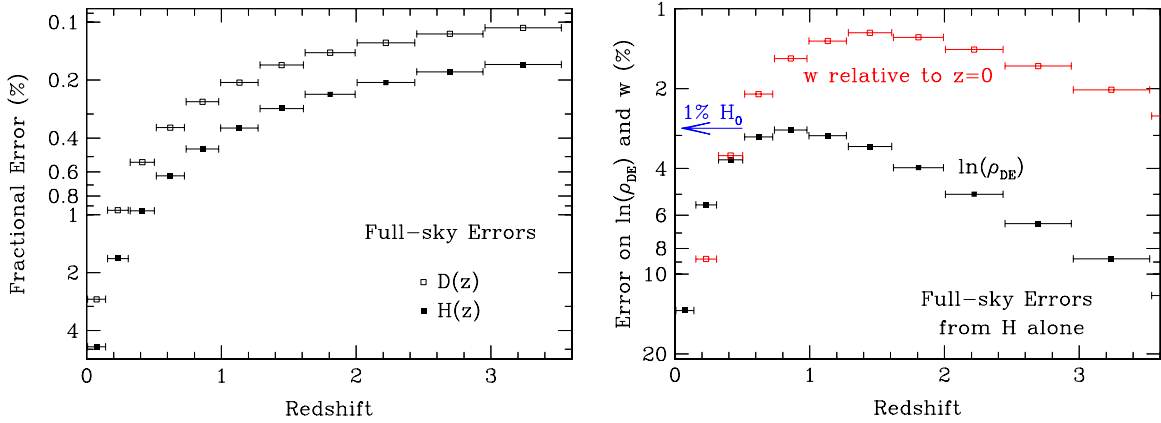 0.1
0.2
0.4
0.6
0.8
1
2
4
Fractional Error (%)
Full-sky Errors
D(z)
H(z)
0
1
2
3
Redshift
1
2
4
6
8
10
20
Error on ln(ρDE) and w (%)
w relative to z=0
1% H0
ln(ρDE)
Full-sky Errors
from H alone
0
1
2
3
Redshift